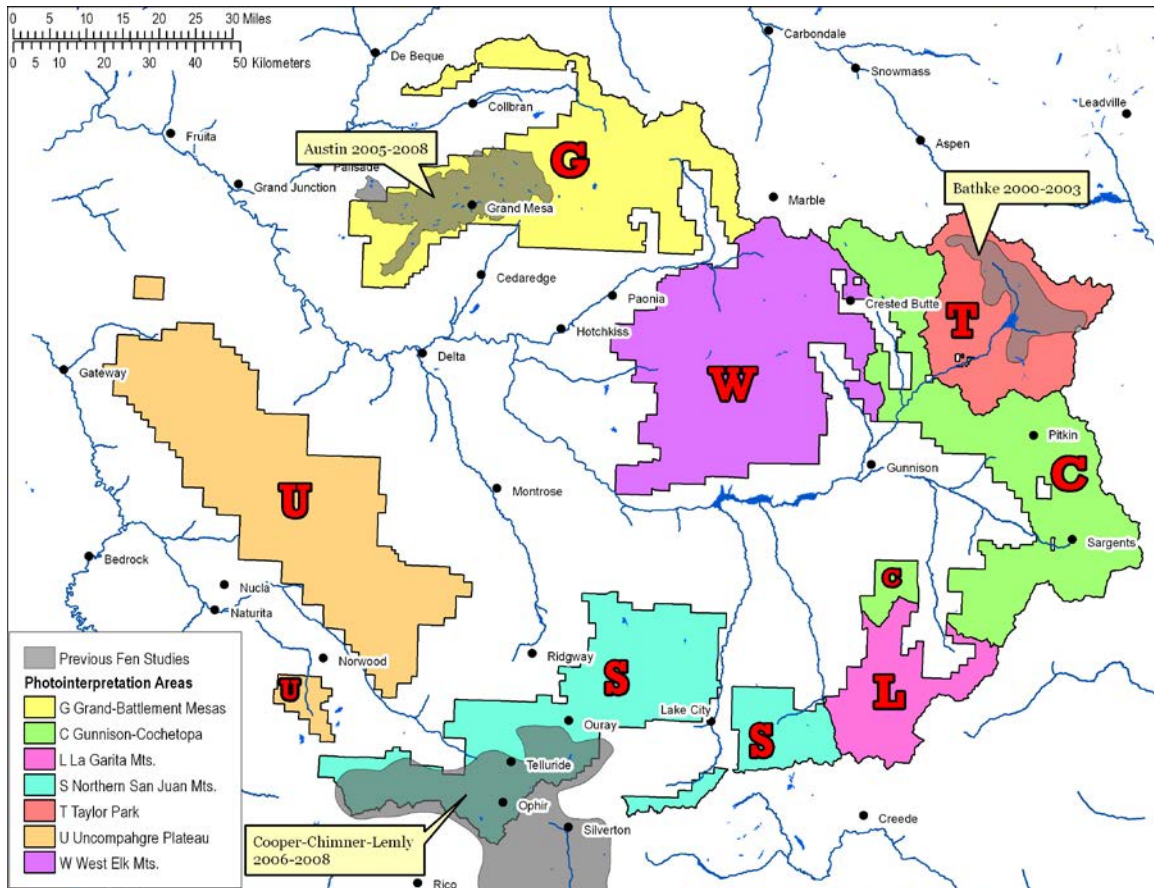 0 5 10 15 20 25 30 Miles
0 5 10 20 30 40 50 Kilometers
De Beque
Carbondale
Snowmass
Leadville
Collbran
Fruita
Aspen
Austin 2005-2008
G
Palisade
Grand Junction
Bathke 2000-2003
Marble
Grand Mesa
Cedaredge
Paonia
Crested Butte
T
Hotchkiss
Delta
Gateway
W
Pitkin
Gunnison
C
Montrose
U
Sargents
Bedrock
Nucla
C
Naturita
Norwood
Ridgway
S
L
U
Ouray
Lake City
S
Telluride
Ophir
Creede
Silverton
Cooper-Chimner-Lemly
2006-2008
Rico
Previous Fen Studies
Photointerpretation Areas
G Grand-Battlement Mesas
C Gunnison-Cochetopa
L La Garita Mts.
S Northern San Juan Mts.
T Taylor Park
U Uncompahgre Plateau
W West Elk Mts.